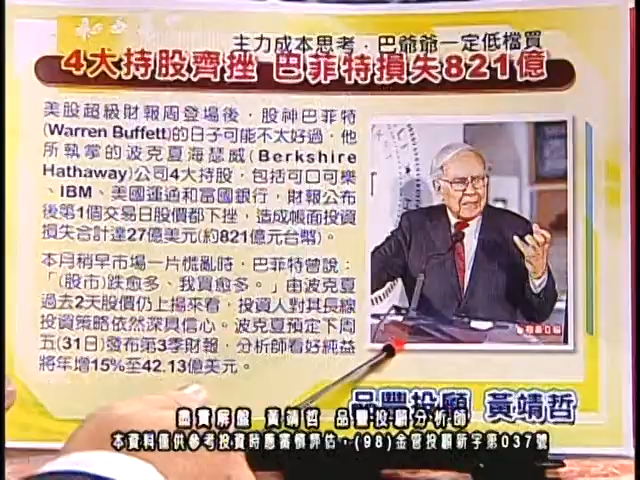 主力成本思考，巴爺爺一定低檔買
4大持股齊挫 巴菲特損失821億
美股超級財報周登場後，股神巴菲特
(Warren Buffett)的日子可能不太好過，他
所執掌的波克夏海瑟威(Berkshire
Hathaway)公司4大持股，包括可口可樂
、IBM、美國運通和富國銀行，財報公布
後第1個交易日股價都下挫，造成帳面投資
損失合計達27億美元(約821億元台幣)。
本月稍早市場一片慌亂時，巴菲特曾說：
「(股市)跌愈多、我買愈多。」由波克夏
過去2天股價仍上揚來看，投資人對其長線
投資策略依然深具信心。波克夏預定下周
五(31日)發布第3季財報，分析師看好純益
將年增15%至42.13億美元。
品豐投顧 黃靖哲
盡實解盤 黃靖哲 品豐投顧分析師
本資料僅供參考投資時應審慎評估，(98)金管投顧新字第037號